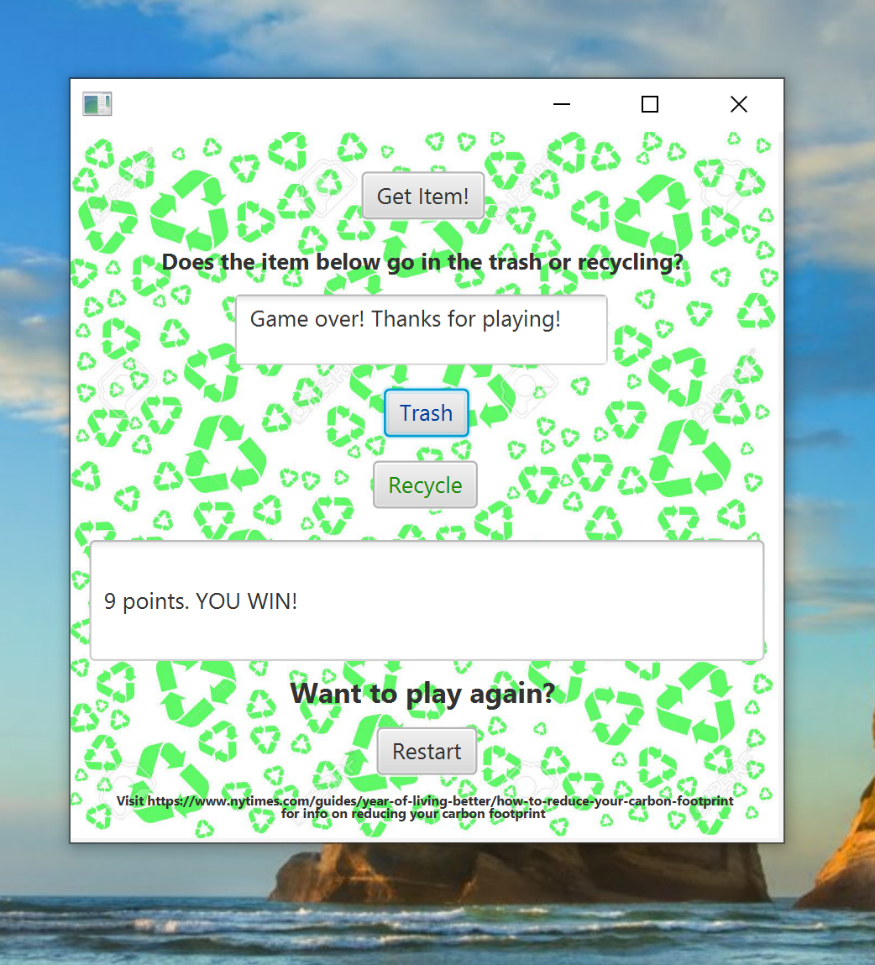 Get Item!
Does the item below go in the trash or recycling?
Game over! Thanks for playing!
Trash
Recycle
9 points. YOU WIN!
Want to play again?
Restart
Visit https://www.nytimes.com/guides/year-of-living-better/how-to-reduce-your-carbon-footprint
for info on reducing your carbon footprint